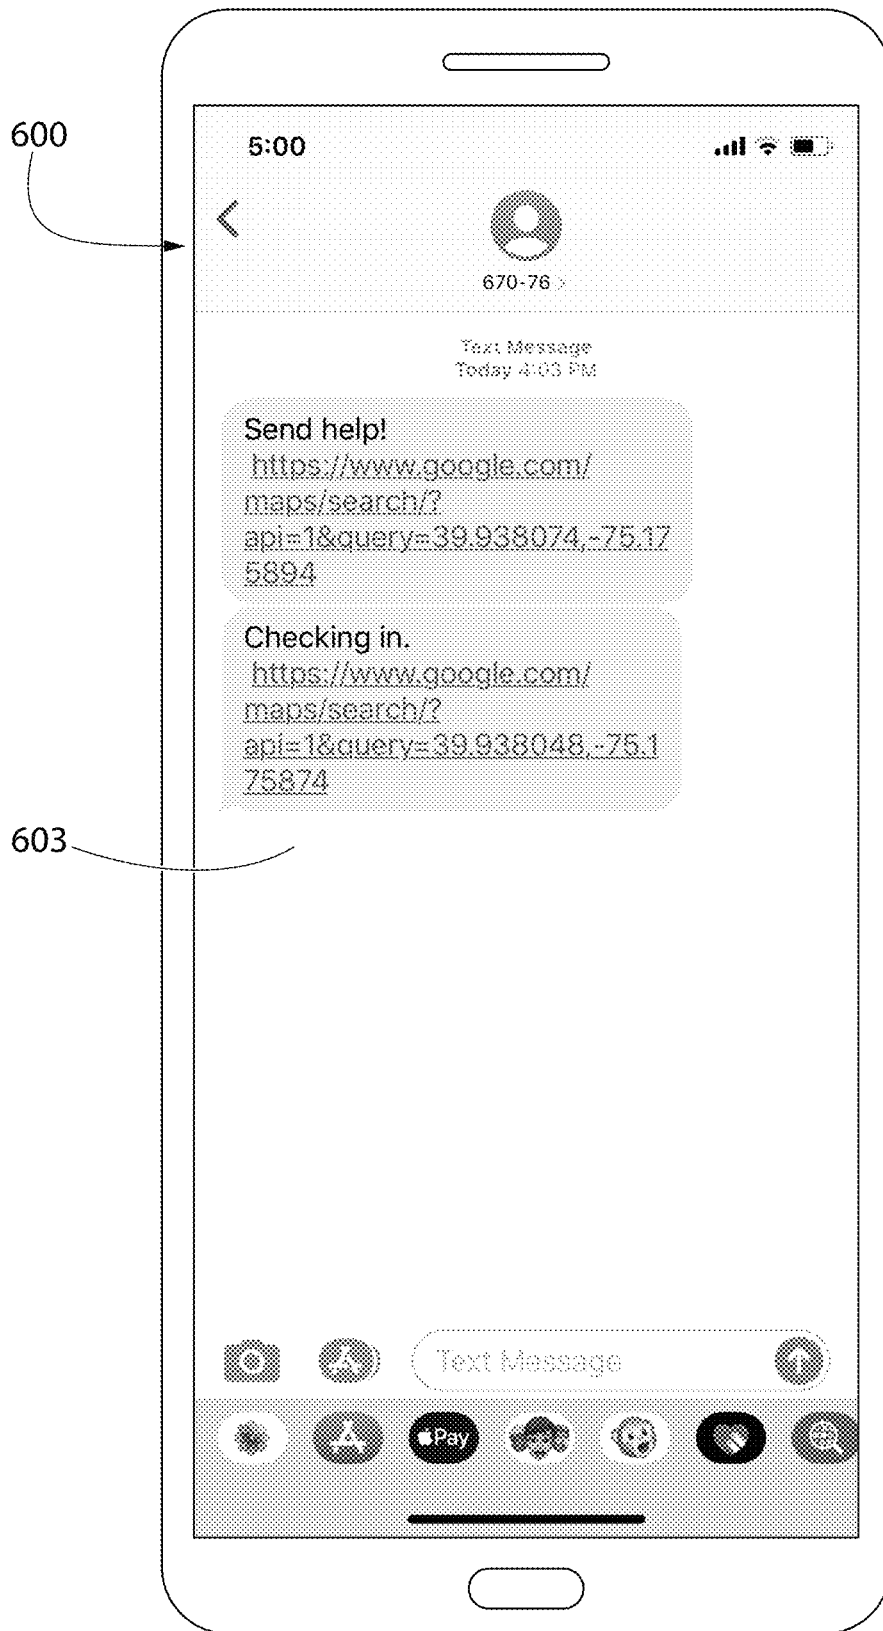 600
5:00
670-76 >
Text Message
Today 4:03 PM
Send help!
https://www.google.com/
maps/search/?
api=1&query=39.938074,-75.17
5894
Checking in.
https://www.google.com/
maps/search/?
api=1&query=39.938048,-75.1
75874
603
Text Message
Pay